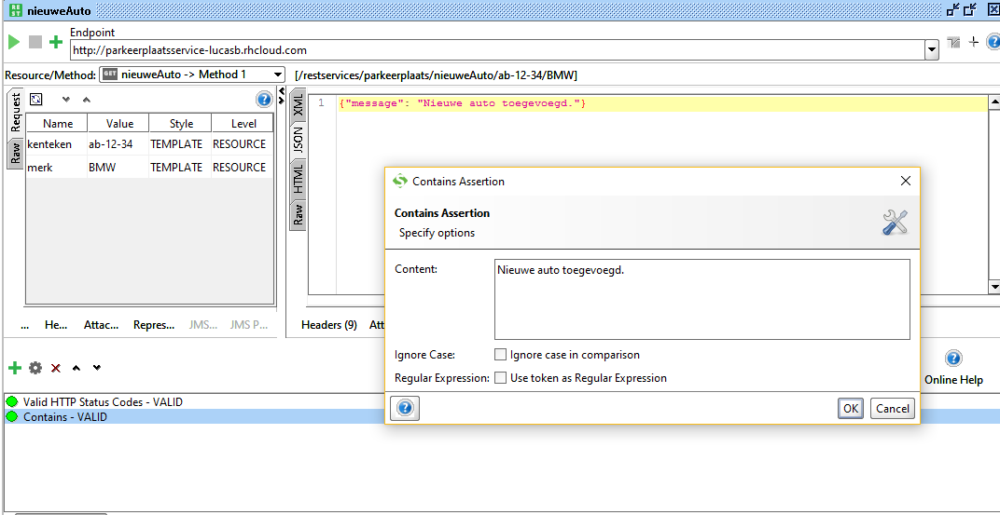 REST
nieuweAuto
Endpoint
http://parkeerplaatsservice-lucasb.rhcloud.com
Resource/Method: GET nieuweAuto -> Method 1 [/restservices/parkeerplaats/nieuweAuto/ab-12-34/BMW]
Request
Raw
Name Value Style Level
kenteken ab-12-34 TEMPLATE RESOURCE
merk BMW TEMPLATE RESOURCE
XML
JSON
HTML
Raw
1 {"message": "Nieuwe auto toegevoegd."}
... He... Attac... Repres... JMS... JMS P...
Headers (9) Att
Contains Assertion
Contains Assertion
Specify options
Content: Nieuwe auto toegevoegd.
Ignore Case: Ignore case in comparison
Regular Expression: Use token as Regular Expression
OK Cancel
Online Help
Valid HTTP Status Codes - VALID
Contains - VALID